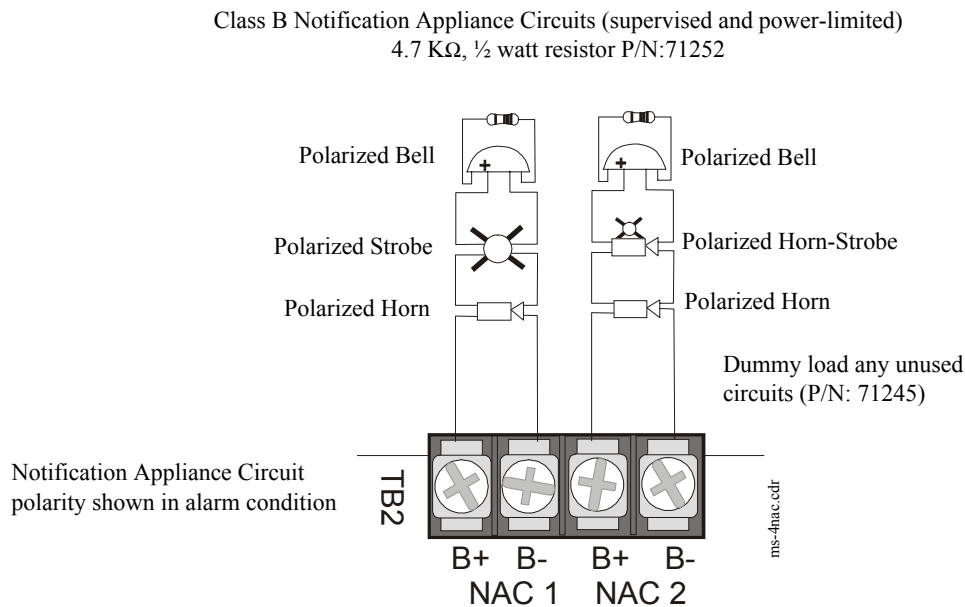 Class B Notification Appliance Circuits (supervised and power-limited)
4.7 KΩ, ½ watt resistor P/N:71252
Polarized Bell
+
+
Polarized Bell
Polarized Strobe
Polarized Horn-Strobe
Polarized Horn
Polarized Horn
Dummy load any unused
circuits (P/N: 71245)
Notification Appliance Circuit
polarity shown in alarm condition
TB2
ms-4nac.cdr
B+ B- B+ B-
NAC 1 NAC 2